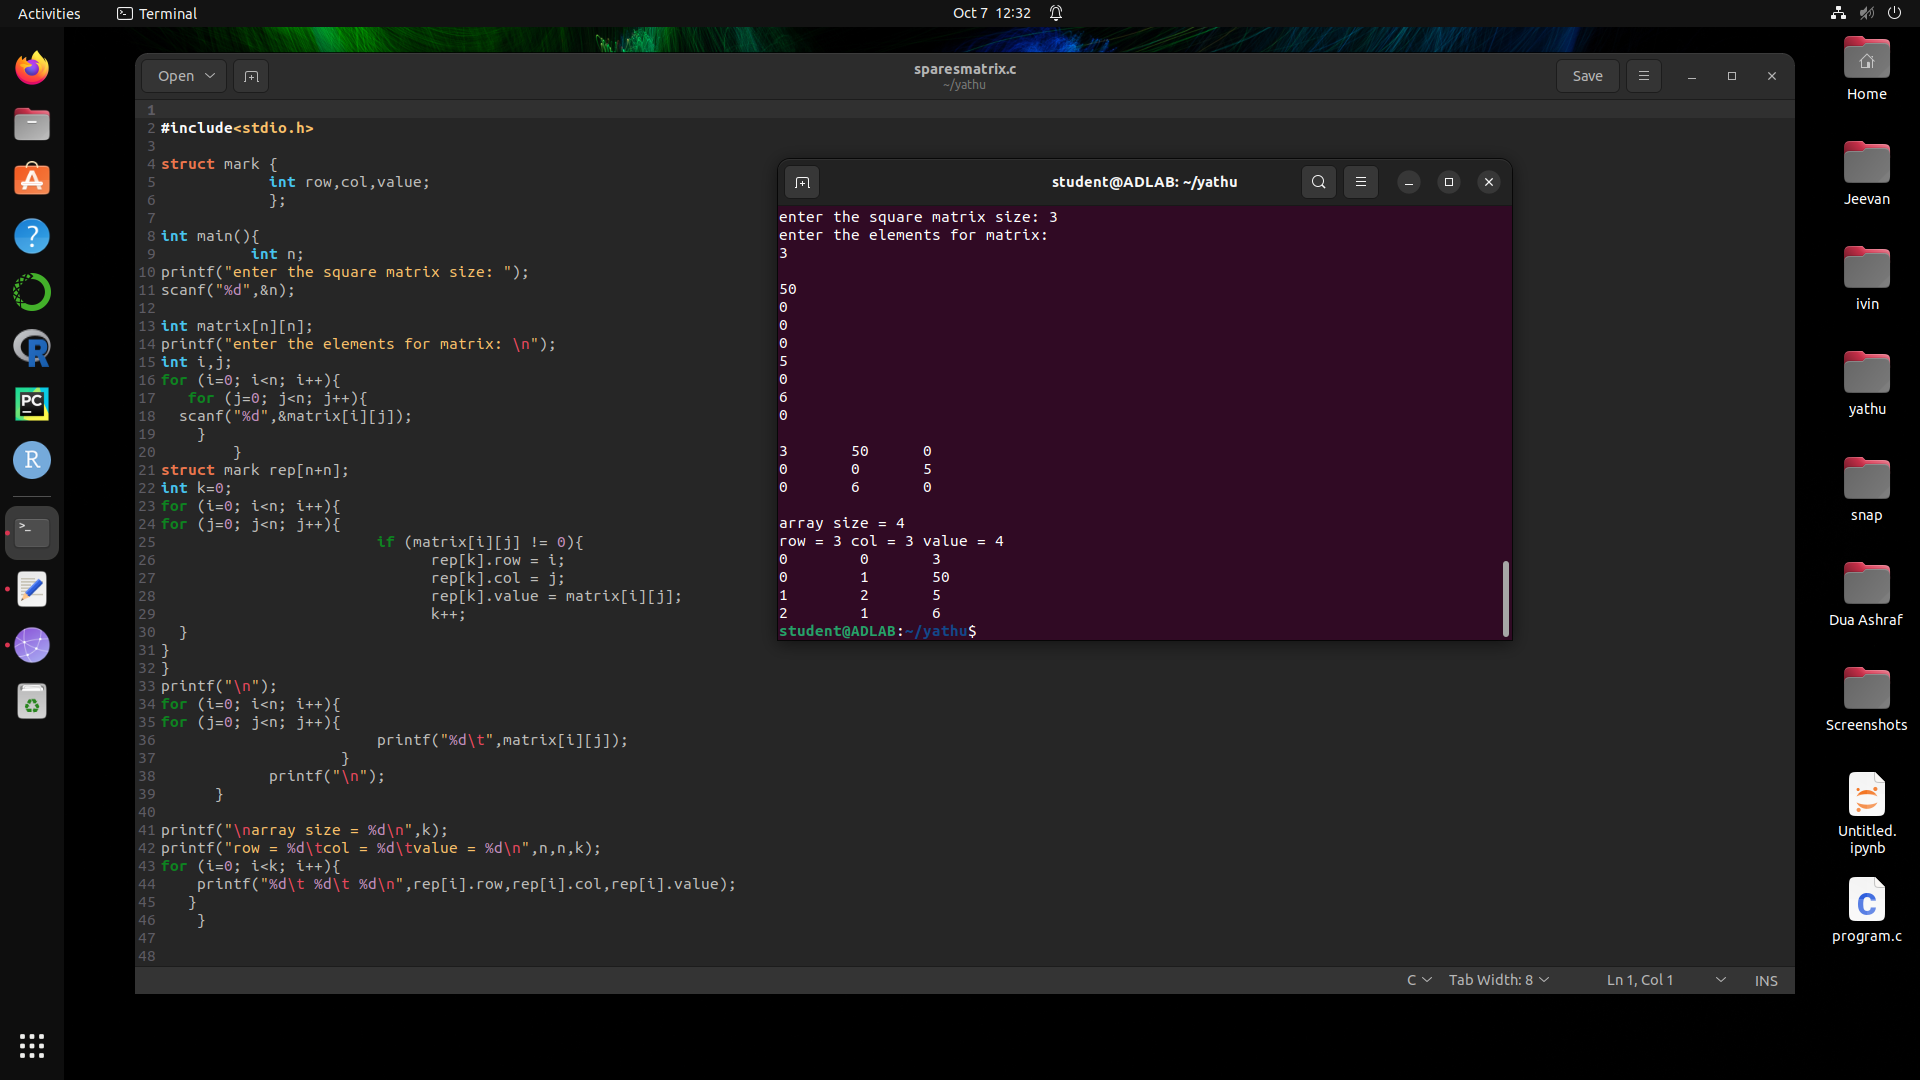 Activities
Terminal
Oct 7 12:32
Open
sparesmatrix.c
~/yathu
Save
1
2 #include<stdio.h>
3
4 struct mark {
5 int row,col,value;
6 };
7
8 int main(){
9 int n;
10 printf("enter the square matrix size: ");
11 scanf("%d",&n);
12
13 int matrix[n][n];
14 printf("enter the elements for matrix: \n");
15 int i,j;
16 for (i=0; i<n; i++){
17 for (j=0; j<n; j++){
18 scanf("%d",&matrix[i][j]);
19 }
20 }
21 struct mark rep[n+n];
22 int k=0;
23 for (i=0; i<n; i++){
24 for (j=0; j<n; j++){
25 if (matrix[i][j] != 0){
26 rep[k].row = i;
27 rep[k].col = j;
28 rep[k].value = matrix[i][j];
29 k++;
30 }
31 }
32 }
33 printf("\n");
34 for (i=0; i<n; i++){
35 for (j=0; j<n; j++){
36 printf("%d\t",matrix[i][j]);
37 }
38 printf("\n");
39 }
40
41 printf("\narray size = %d\n",k);
42 printf("row = %d\tcol = %d\tvalue = %d\n",n,n,k);
43 for (i=0; i<k; i++){
44 printf("%d\t %d\t %d\n",rep[i].row,rep[i].col,rep[i].value);
45 }
46 }
47
48
C
Tab Width: 8
Ln 1, Col 1
INS
student@ADLAB: ~/yathu
enter the square matrix size: 3
enter the elements for matrix:
3
50
0
0
0
5
0
6
0
3 50 0
0 0 5
0 6 0
array size = 4
row = 3 col = 3 value = 4
0 0 3
0 1 50
1 2 5
2 1 6
student@ADLAB:~/yathu$
Home
Jeevan
ivin
yathu
snap
Dua Ashraf
Screenshots
Untitled.
ipynb
C
program.c
?
R
PC
R
>_